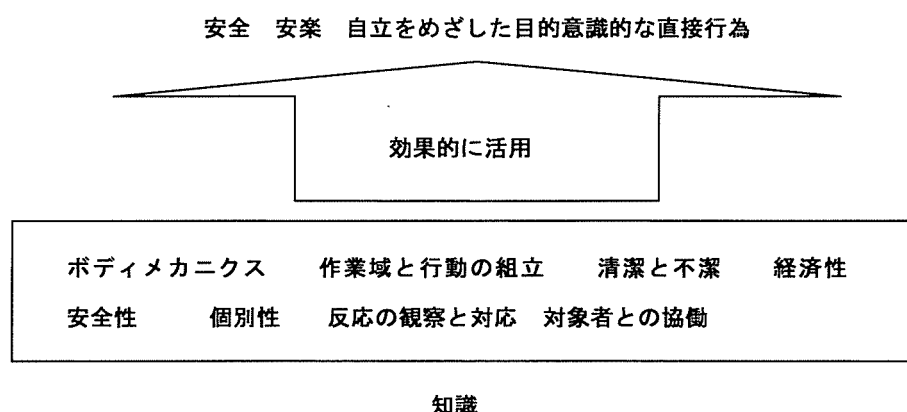 安全 安楽 自立をめざした目的意識的な直接行為
効果的に活用
ボディメカニクス 作業域と行動の組立 清潔と不潔 経済性
安全性 個別性 反応の観察と対応 対象者との協働
知識